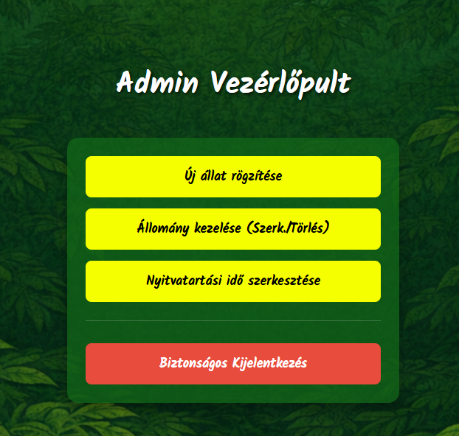 Admin Vezérlőpult
Új állat rögzítése
Állomány kezelése (Szerk./Törlés)
Nyitvatartási idő szerkesztése
Biztonságos Kijelentkezés